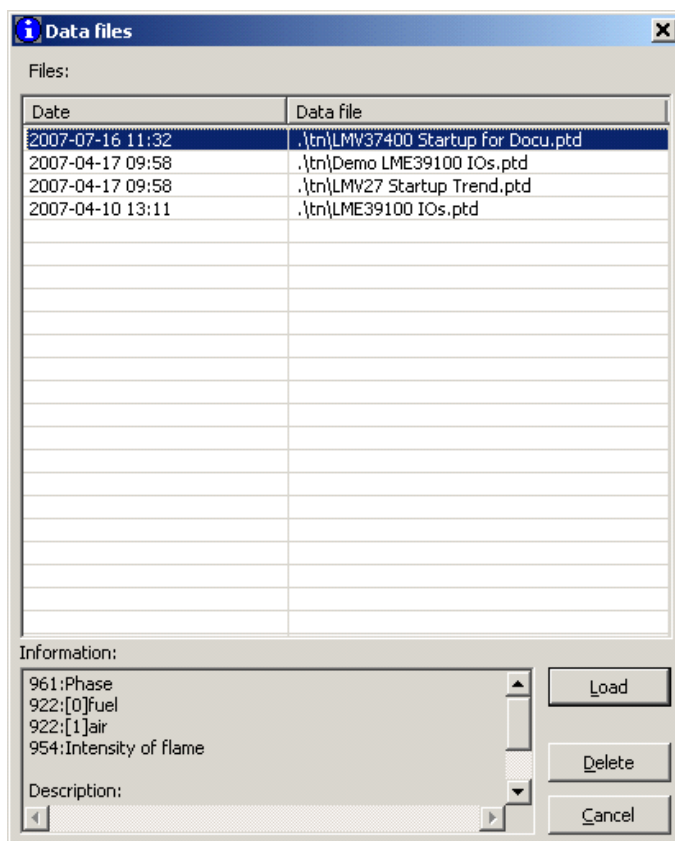 Data files
Files:
Date Data file
2007-07-16 11:32 .\tn\LMV37400 Startup for Docu.ptd
2007-04-17 09:58 .\tn\Demo LME39100 IOs.ptd
2007-04-17 09:58 .\tn\LMV27 Startup Trend.ptd
2007-04-10 13:11 .\tn\LME39100 IOs.ptd
Information:
961:Phase
922:[0]fuel
922:[1]air
954:Intensity of flame
Description:
Load
Delete
Cancel